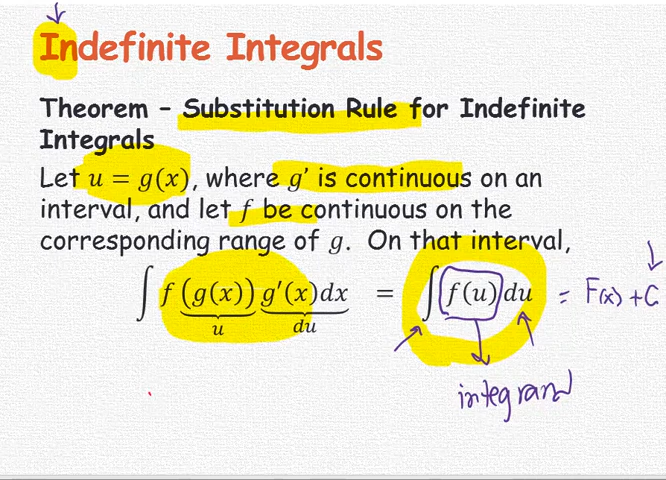 Indefinite Integrals
Theorem – Substitution Rule for Indefinite
Integrals
Let u = g(x), where g' is continuous on an
interval, and let f be continuous on the
corresponding range of g. On that interval,
∫ f (g(x)) g'(x)dx = ∫ f(u) du = F(x) + C
u du
integrand